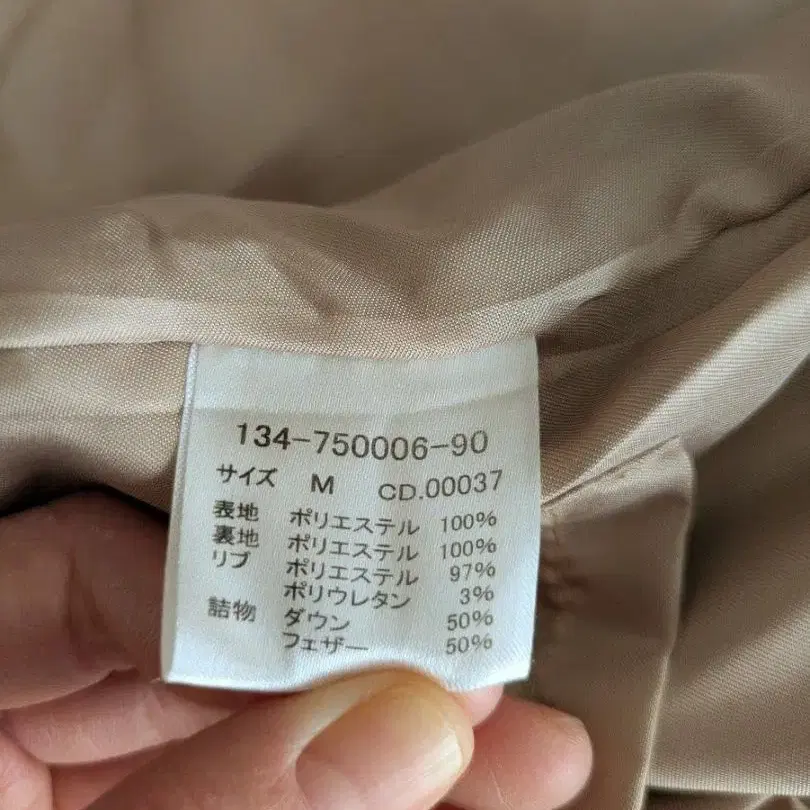 134-750006-90
サイズ M CD.00037
表地 ポリエステル 100%
裏地 ポリエステル 100%
リブ ポリエステル 97%
ポリウレタン 3%
詰物 ダウン 50%
フェザー 50%